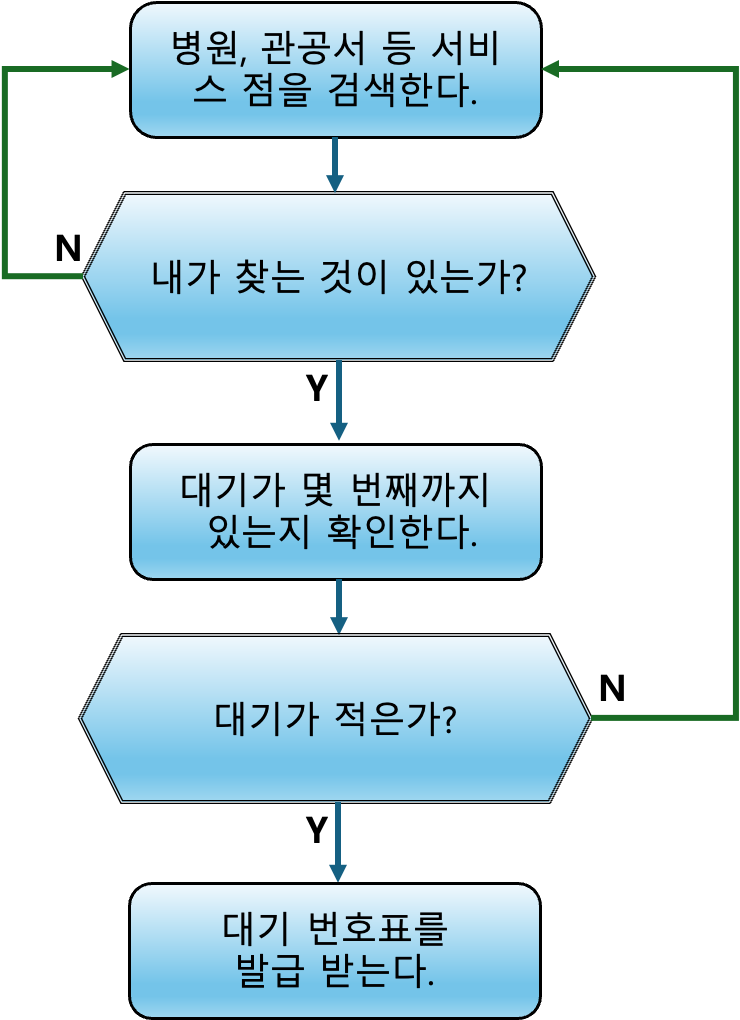 병원, 관공서 등 서비
스 점을 검색한다.
N
내가 찾는 것이 있는가?
Y
대기가 몇 번째까지
있는지 확인한다.
N
대기가 적은가?
Y
대기 번호표를
발급 받는다.